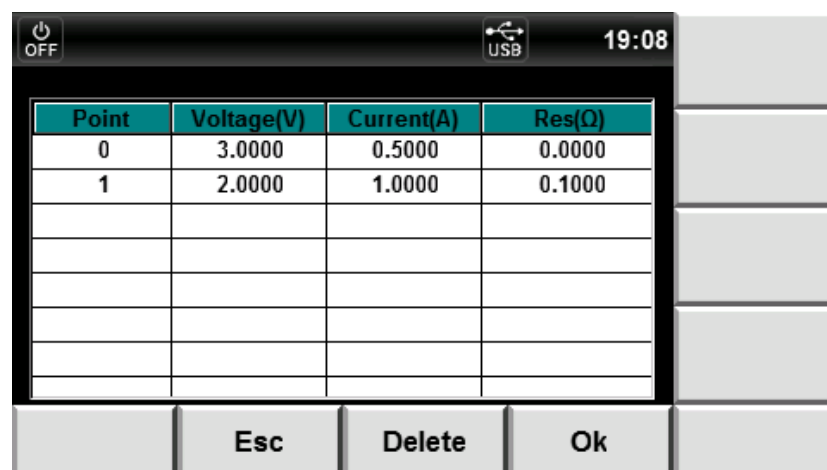 OFF USB 19:08
Point Voltage(V) Current(A) Res(Ω)
0 3.0000 0.5000 0.0000
1 2.0000 1.0000 0.1000
Esc Delete Ok